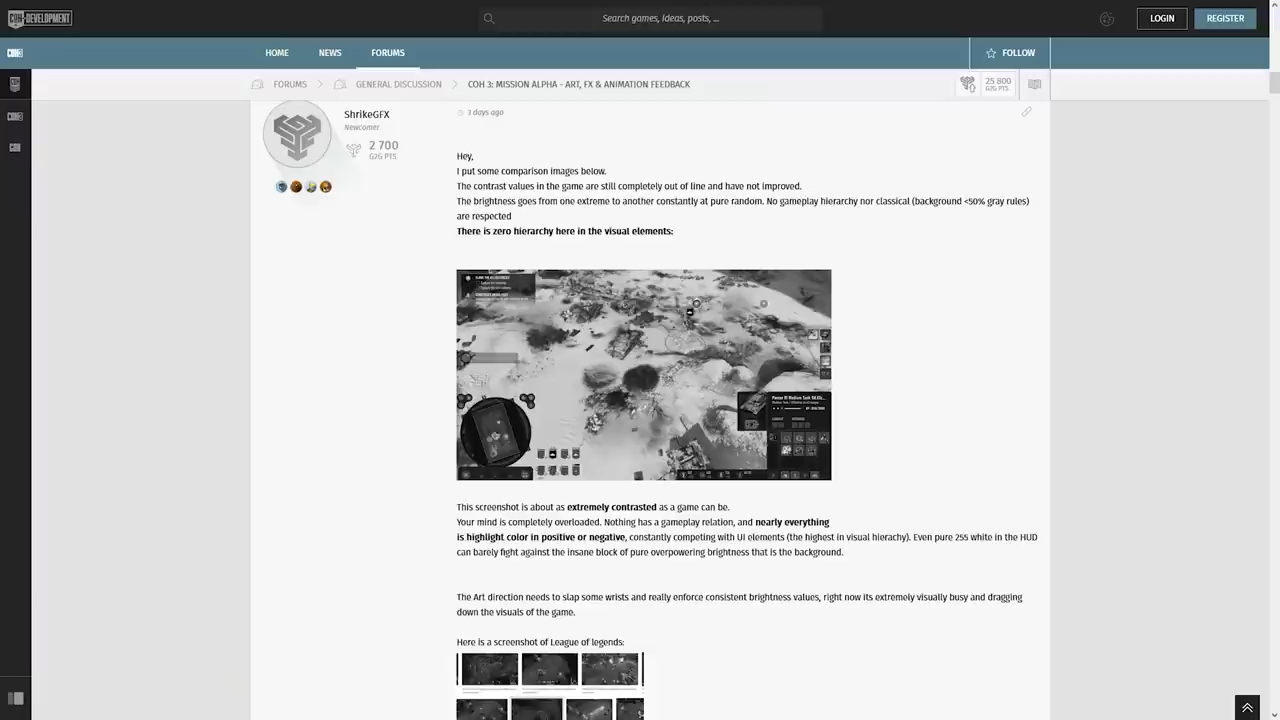 COH-DEVELOPMENT
Search games, ideas, posts, ...
LOGIN
REGISTER
COH3
HOME
NEWS
FORUMS
FOLLOW
FORUMS
GENERAL DISCUSSION
COH 3: MISSION ALPHA - ART, FX & ANIMATION FEEDBACK
25 800
G2G PTS.
ShrikeGFX
Newcomer
2 700
G2G PTS
days ago
Hey,
I put some comparison images below.
The contrast values in the game are still completely out of line and have not improved.
The brightness goes from one extreme to another constantly at pure random. No gameplay hierarchy nor classical (background <50% gray rules)
are respected
There is zero hierarchy here in the visual elements:
This screenshot is about as extremely contrasted as a game can be.
Your mind is completely overloaded. Nothing has a gameplay relation, and nearly everything
is highlight color in positive or negative, constantly competing with UI elements (the highest in visual hierachy). Even pure 255 white in the HUD
can barely fight against the insane block of pure overpowering brightness that is the background.
The Art direction needs to slap some wrists and really enforce consistent brightness values, right now its extremely visually busy and dragging
down the visuals of the game.
Here is a screenshot of League of legends: